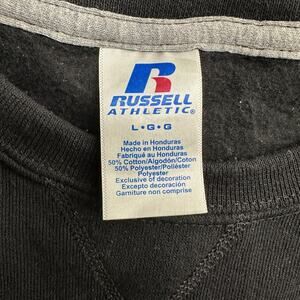 RUSSELL
ATHLETIC®
L•G•G
Made in Honduras
Hecho en Honduras
Fabriqué au Honduras
50% Cotton/Algodón/Coton
50% Polyester/Poliéster
Polyester
Exclusive of decoration
Excepto decoración
Garniture non comprise